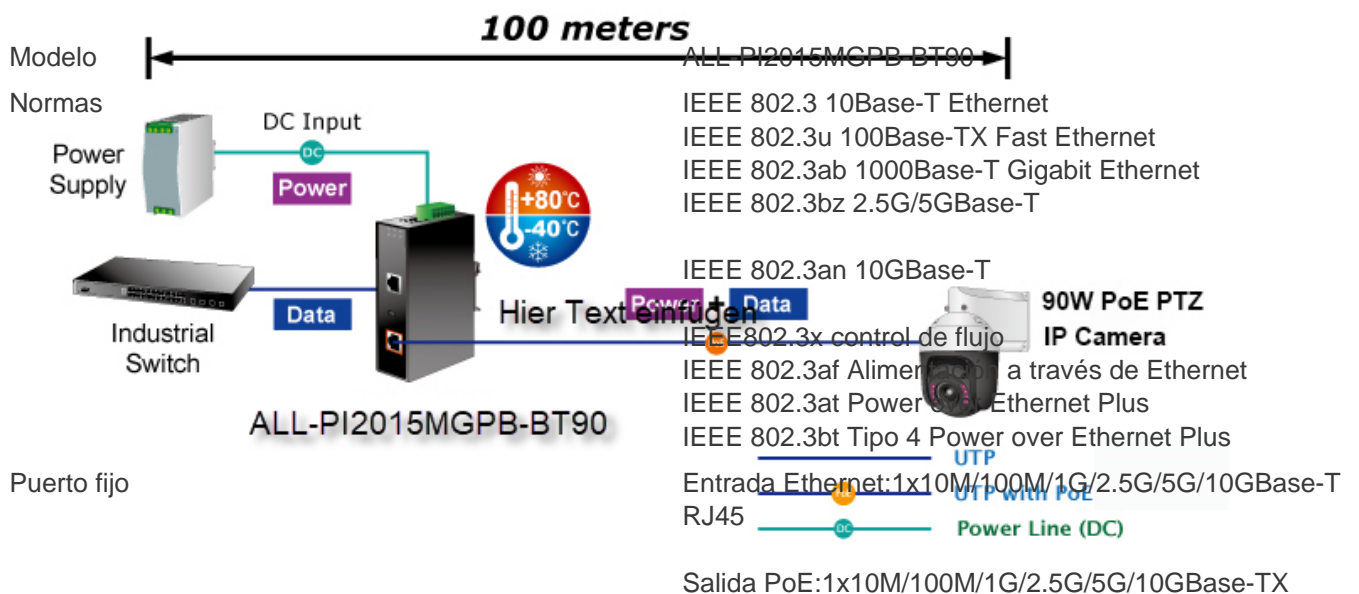 100 meters
Modelo
ALL-PI2015MGPB-BT90
Normas
IEEE 802.3 10Base-T Ethernet
IEEE 802.3u 100Base-TX Fast Ethernet
IEEE 802.3ab 1000Base-T Gigabit Ethernet
IEEE 802.3bz 2.5G/5GBase-T
IEEE 802.3an 10GBase-T
IEEE802.3x control de flujo
IEEE 802.3af Alimentación a través de Ethernet
IEEE 802.3at Power Ethernet Plus
IEEE 802.3bt Tipo 4 Power over Ethernet Plus
Puerto fijo
Entrada Ethernet:1x10M/100M/1G/2.5G/5G/10GBase-T
RJ45
Salida PoE:1x10M/100M/1G/2.5G/5G/10GBase-TX
DC Input
DC
Power
Supply
Power
+80°C
-40°C
Industrial
Switch
Data
Hier Text einfügen
Power + Data
90W PoE PTZ
IP Camera
ALL-PI2015MGPB-BT90
UTP
PoE
UTP with PoE
DC
Power Line (DC)